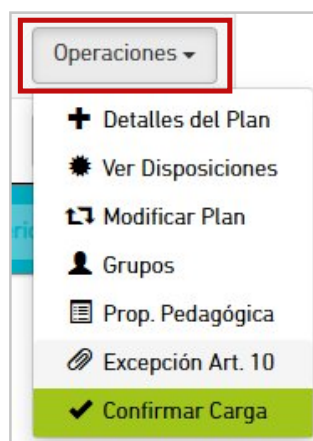 Operaciones
Detalles del Plan
Ver Disposiciones
Modificar Plan
Grupos
Prop. Pedagógica
Excepción Art. 10
Confirmar Carga